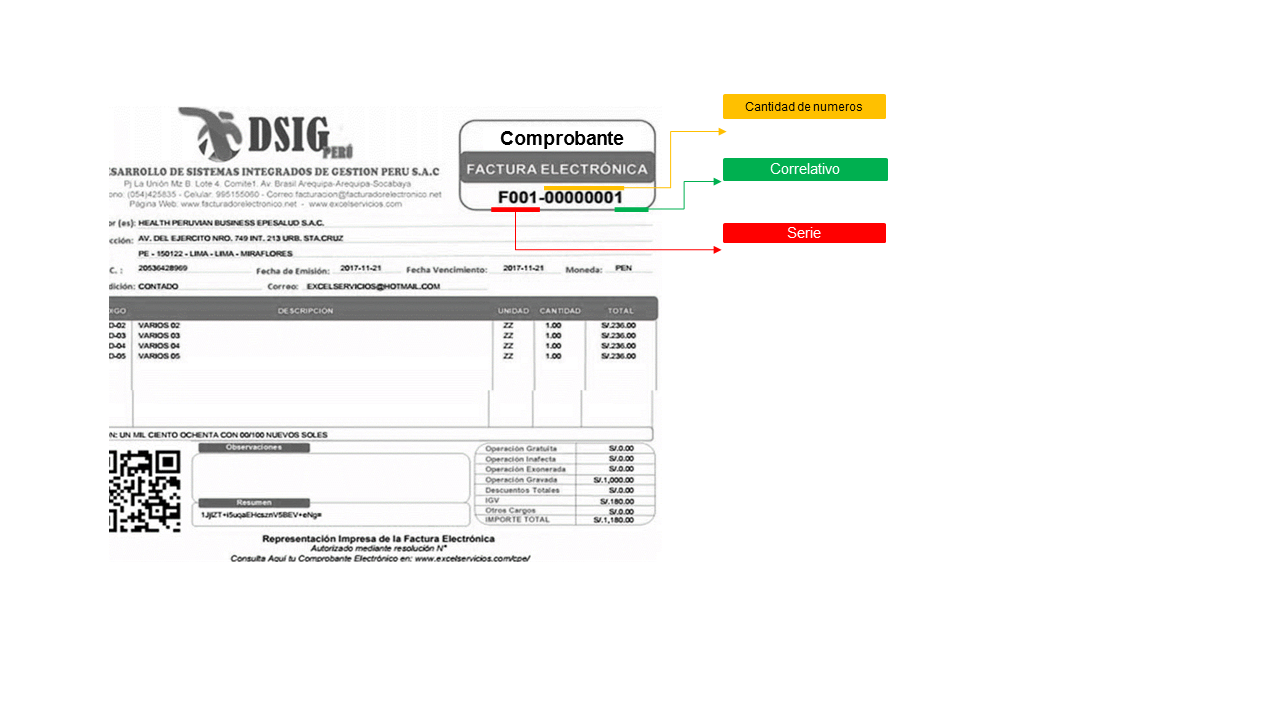 Cantidad de numeros
DSIG
PERÚ
Comprobante
FACTURA ELECTRÓNICA
Correlativo
SARROLLO DE SISTEMAS INTEGRADOS DE GESTION PERU S.A.C
Pj La Unión Mz B. Lote 4. Comite1. Av. Brasil Arequipa-Arequipa-Socabaya
ono: (054)425835 - Celular: 995155060 - Correo:facturacion@facturadorelectronico.net
Página Web: www.facturadorelectronico.net - www.excelservicios.com
F001-00000001
Serie
or (es): HEALTH PERUVIAN BUSINESS EPESALUD S.A.C.
cción: AV. DEL EJERCITO NRO. 749 INT. 213 URB. STA.CRUZ
PE - 150122 - LIMA - LIMA - MIRAFLORES
C. : 20536428969 Fecha de Emisión: 2017-11-21 Fecha Vencimiento: 2017-11-21 Moneda: PEN
dición: CONTADO Correo: EXCELSERVICIOS@HOTMAIL.COM
IGO DESCRIPCIÓN UNIDAD CANTIDAD TOTAL
D-02 VARIOS 02 ZZ 1.00 S/.236.00
D-03 VARIOS 03 ZZ 1.00 S/.236.00
D-04 VARIOS 04 ZZ 1.00 S/.236.00
D-05 VARIOS 05 ZZ 1.00 S/.236.00
N: UN MIL CIENTO OCHENTA CON 00/100 NUEVOS SOLES
Observaciones
Operación Gratuita S/.0.00
Operación Inafecta S/.0.00
Operación Exonerada S/.0.00
Operación Gravada S/.1,000.00
Descuentos Totales S/.0.00
IGV S/.180.00
Otros Cargos S/.0.00
IMPORTE TOTAL S/.1,180.00
Resumen
Representación Impresa de la Factura Electrónica
Autorizado mediante resolución N°
Consulta Aquí tu Comprobante Electrónico en: www.excelservicios.com/cpe/